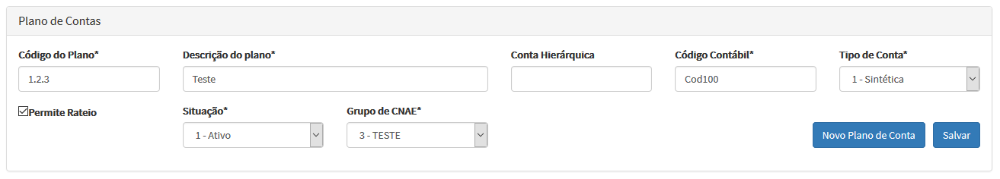 Plano de Contas
Código do Plano* Descrição do plano* Conta Hierárquica Código Contábil* Tipo de Conta*
1.2.3 Teste Cod100 1 - Sintética
Permite Rateio Situação* Grupo de CNAE*
1 - Ativo 3 - TESTE Novo Plano de Conta Salvar